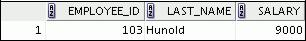 EMPLOYEE_ID LAST_NAME SALARY
1 103 Hunold 9000